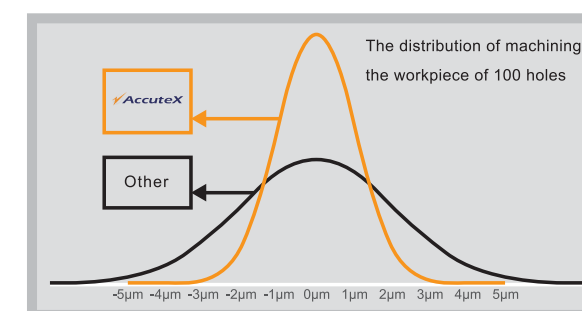 The distribution of machining
the workpiece of 100 holes
AccuteX
Other
-5μm -4μm -3μm -2μm -1μm 0μm 1μm 2μm 3μm 4μm 5μm